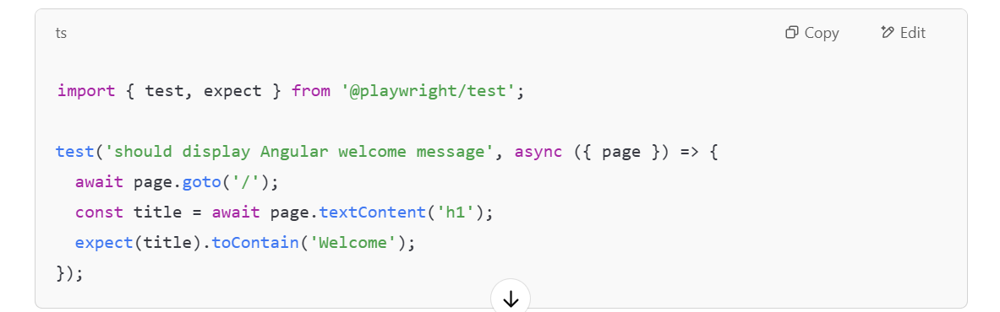 ts
Copy
Edit
import { test, expect } from '@playwright/test';
test('should display Angular welcome message', async ({ page }) => {
  await page.goto('/');
  const title = await page.textContent('h1');
  expect(title).toContain('Welcome');
});